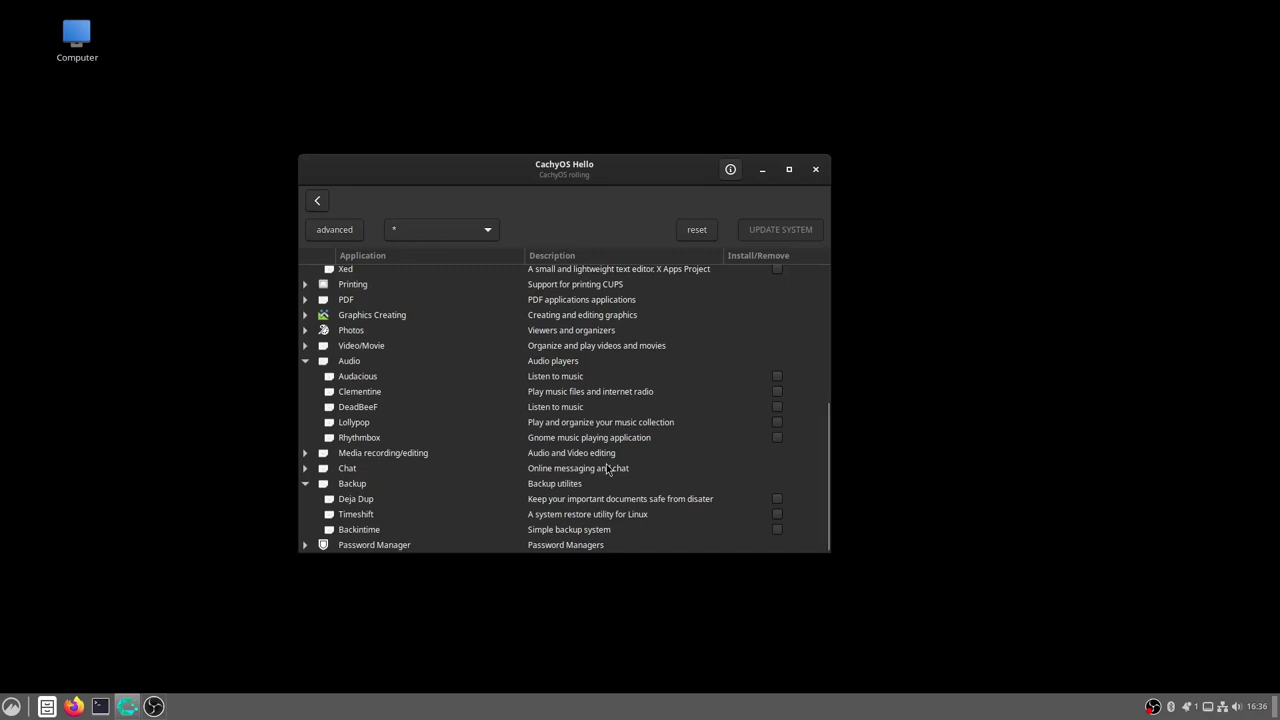 Computer
CachyOS Hello
CachyOS rolling
advanced
*
reset
UPDATE SYSTEM
Application Description Install/Remove
Xed A small and lightweight text editor. X Apps Project
Printing Support for printing CUPS
PDF PDF applications applications
Graphics Creating Creating and editing graphics
Photos Viewers and organizers
Video/Movie Organize and play videos and movies
Audio Audio players
Audacious Listen to music
Clementine Play music files and internet radio
DeadBeeF Listen to music
Lollypop Play and organize your music collection
Rhythmbox Gnome music playing application
Media recording/editing Audio and Video editing
Chat Online messaging and chat
Backup Backup utilites
Deja Dup Keep your important documents safe from disater
Timeshift A system restore utility for Linux
Backintime Simple backup system
Password Manager Password Managers
1 16:36